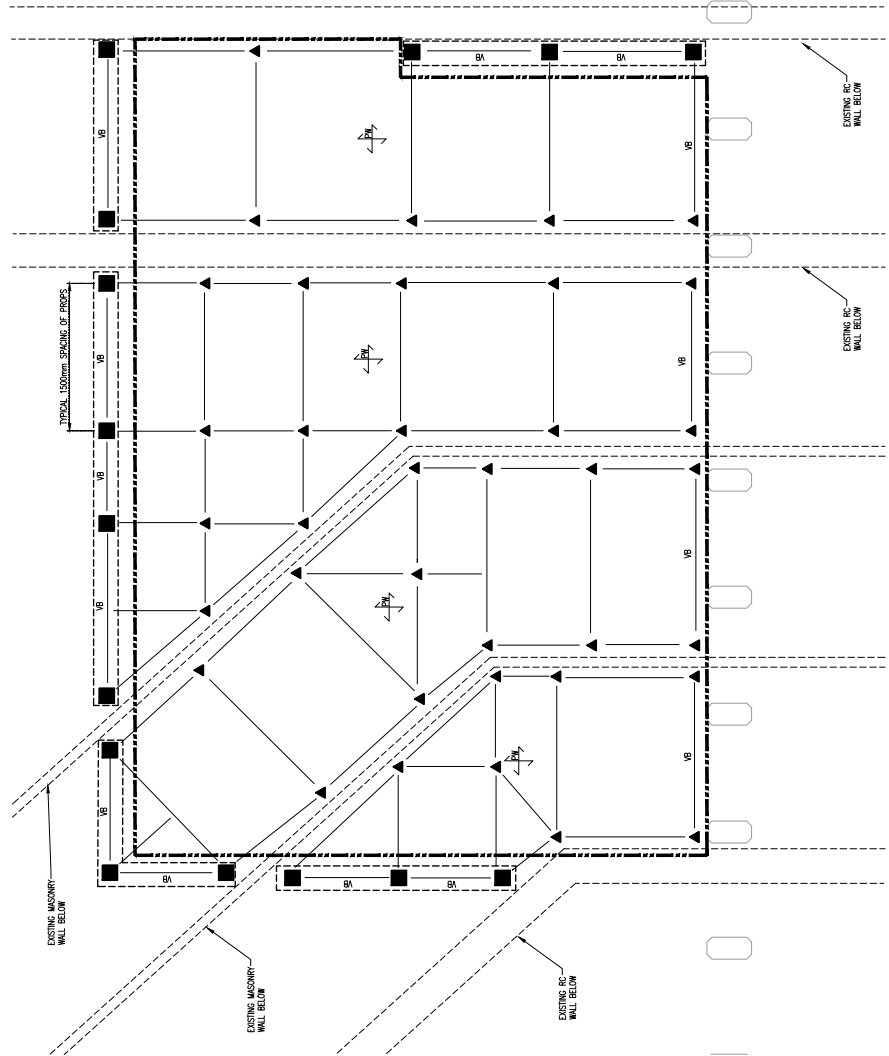 VB
VB
PW
VB
VB
EXISTING RC
WALL BELOW
TYPICAL 1500mm SPACING OF PROPS
VB
PW
VB
EXISTING RC
WALL BELOW
VB
VB
PW
VB
VB
PW
VB
VB
VB
VB
EXISTING MASONRY
WALL BELOW
EXISTING MASONRY
WALL BELOW
EXISTING RC
WALL BELOW